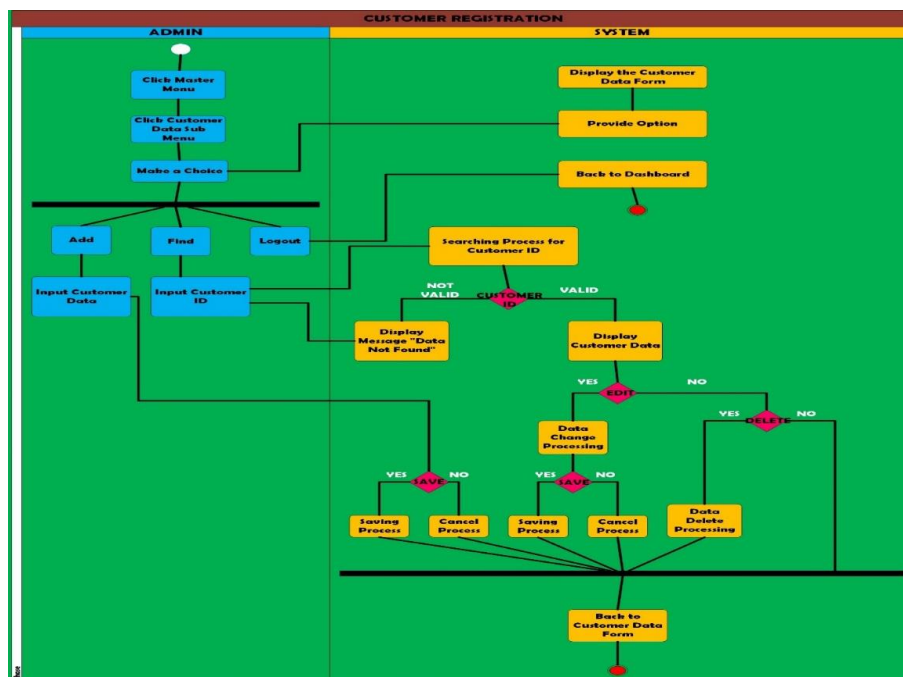 CUSTOMER REGISTRATION
ADMIN
SYSTEM
Click Master
Menu
Click Customer
Data Sub
Menu
Make a Choice
Display the Customer
Data Form
Provide Option
Back to Dashboard
Add
Find
Logout
Input Customer
Data
Input Customer
ID
Searching Process for
Customer ID
NOT
VALID
CUSTOMER
ID
VALID
Display
Message "Data
Not Found"
Display
Customer Data
YES
EDIT
NO
Data
Change
Processing
YES
DELETE
NO
YES
SAVE
NO
YES
SAVE
NO
Saving
Process
Cancel
Process
Saving
Process
Cancel
Process
Data
Delete
Processing
Back to
Customer Data
Form